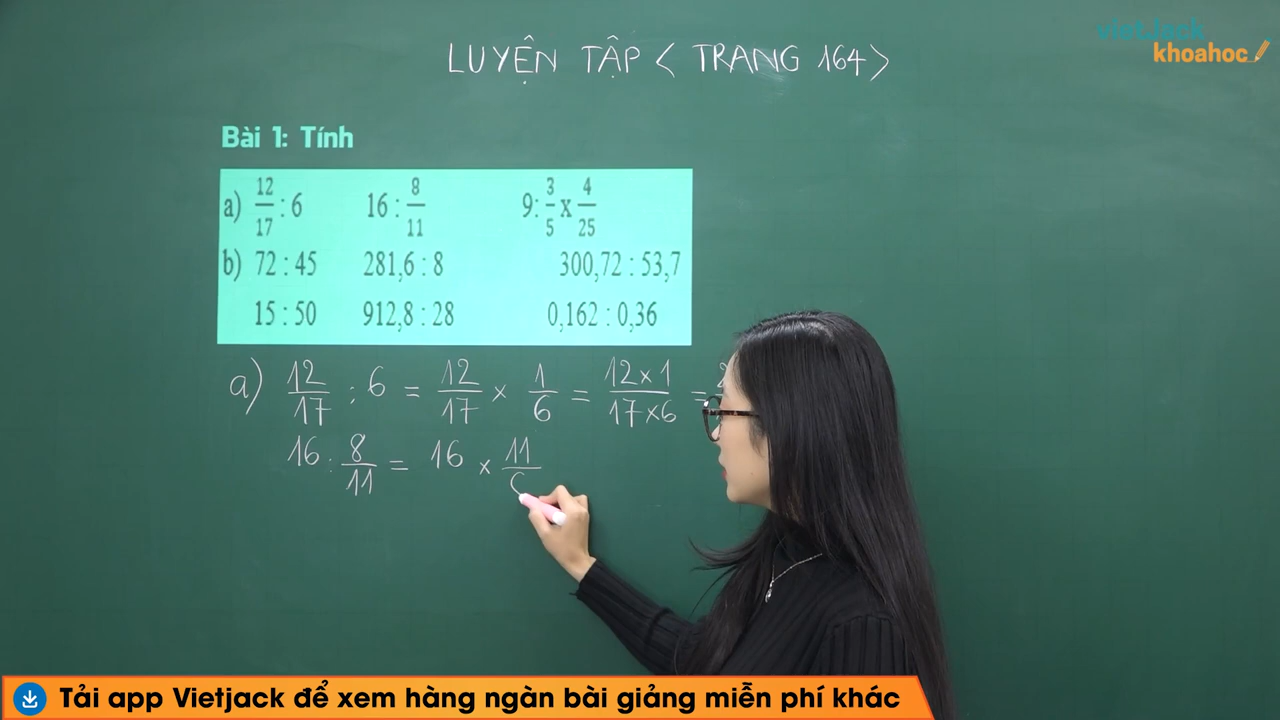 vietjack
khoahoc
LUYỆN TẬP < TRANG 164 >
Bài 1: Tính
a) 12/17 : 6    16 : 8/11    9 : 3/5 x 4/25
b) 72 : 45    281,6 : 8    300,72 : 53,7
15 : 50    912,8 : 28    0,162 : 0,36
a) 12/17 : 6 = 12/17 × 1/6 = 12×1/17×6 =
16 : 8/11 = 16 × 11/
Tải app Vietjack để xem hàng ngàn bài giảng miễn phí khác